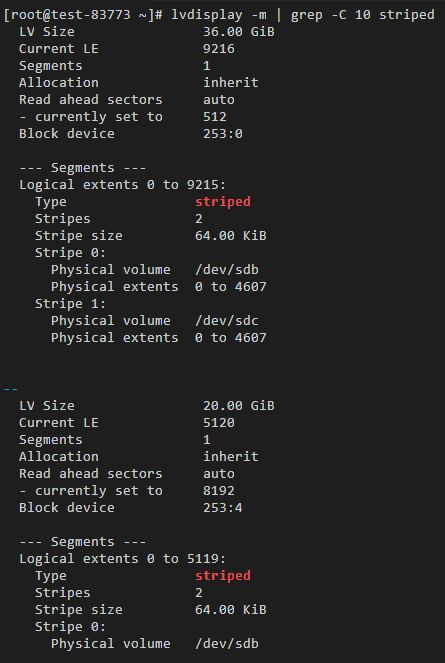 [root@test-83773 ~]# lvdisplay -m | grep -C 10 striped
  LV Size                36.00 GiB
  Current LE             9216
  Segments               1
  Allocation             inherit
  Read ahead sectors     auto
  - currently set to     512
  Block device           253:0

  --- Segments ---
  Logical extents 0 to 9215:
    Type                striped
    Stripes             2
    Stripe size         64.00 KiB
    Stripe 0:
      Physical volume   /dev/sdb
      Physical extents  0 to 4607
    Stripe 1:
      Physical volume   /dev/sdc
      Physical extents  0 to 4607


--
  LV Size                20.00 GiB
  Current LE             5120
  Segments               1
  Allocation             inherit
  Read ahead sectors     auto
  - currently set to     8192
  Block device           253:4

  --- Segments ---
  Logical extents 0 to 5119:
    Type                striped
    Stripes             2
    Stripe size         64.00 KiB
    Stripe 0:
      Physical volume   /dev/sdb